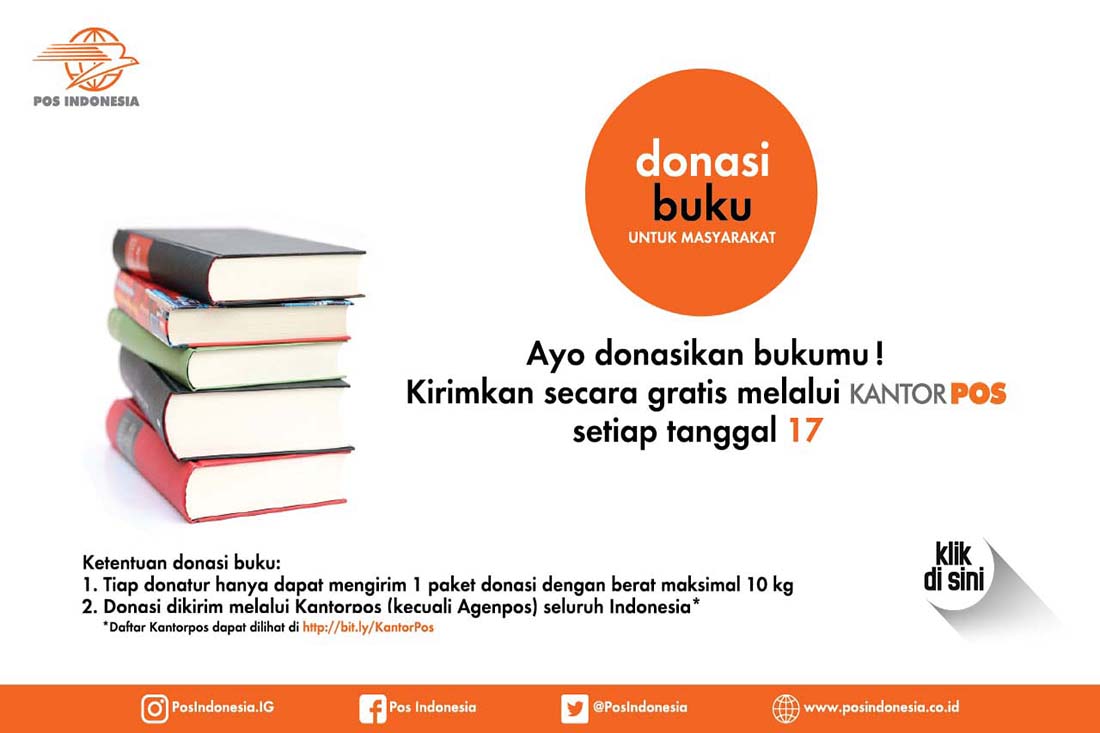 POS INDONESIA
donasi
buku
UNTUK MASYARAKAT
Ayo donasikan bukumu !
Kirimkan secara gratis melalui KANTORPOS
setiap tanggal 17
Ketentuan donasi buku:
1. Tiap donatur hanya dapat mengirim 1 paket donasi dengan berat maksimal 10 kg
2. Donasi dikirim melalui Kantorpos (kecuali Agenpos) seluruh Indonesia*
*Daftar Kantorpos dapat dilihat di http://bit.ly/KantorPos
klik
di sini
PosIndonesia.IG
Pos Indonesia
@PosIndonesia
www.posindonesia.co.id